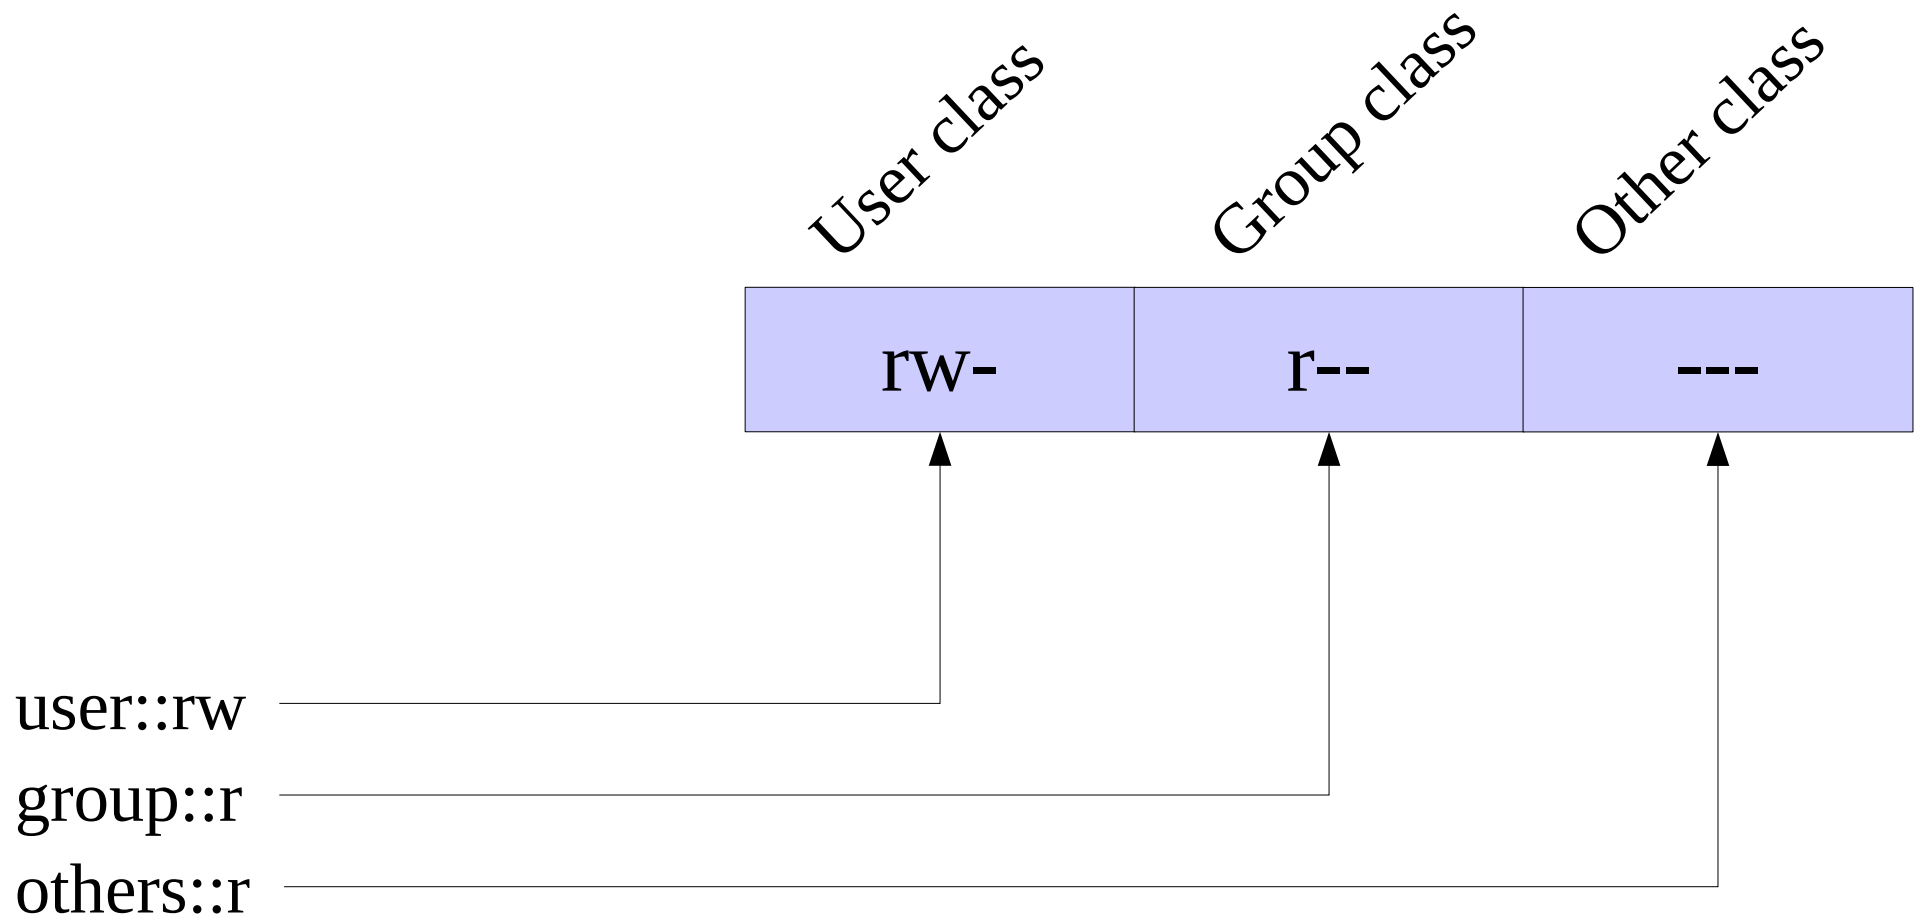 User class
Group class
Other class
rw-
r--
---
user::rw
group::r
others::r